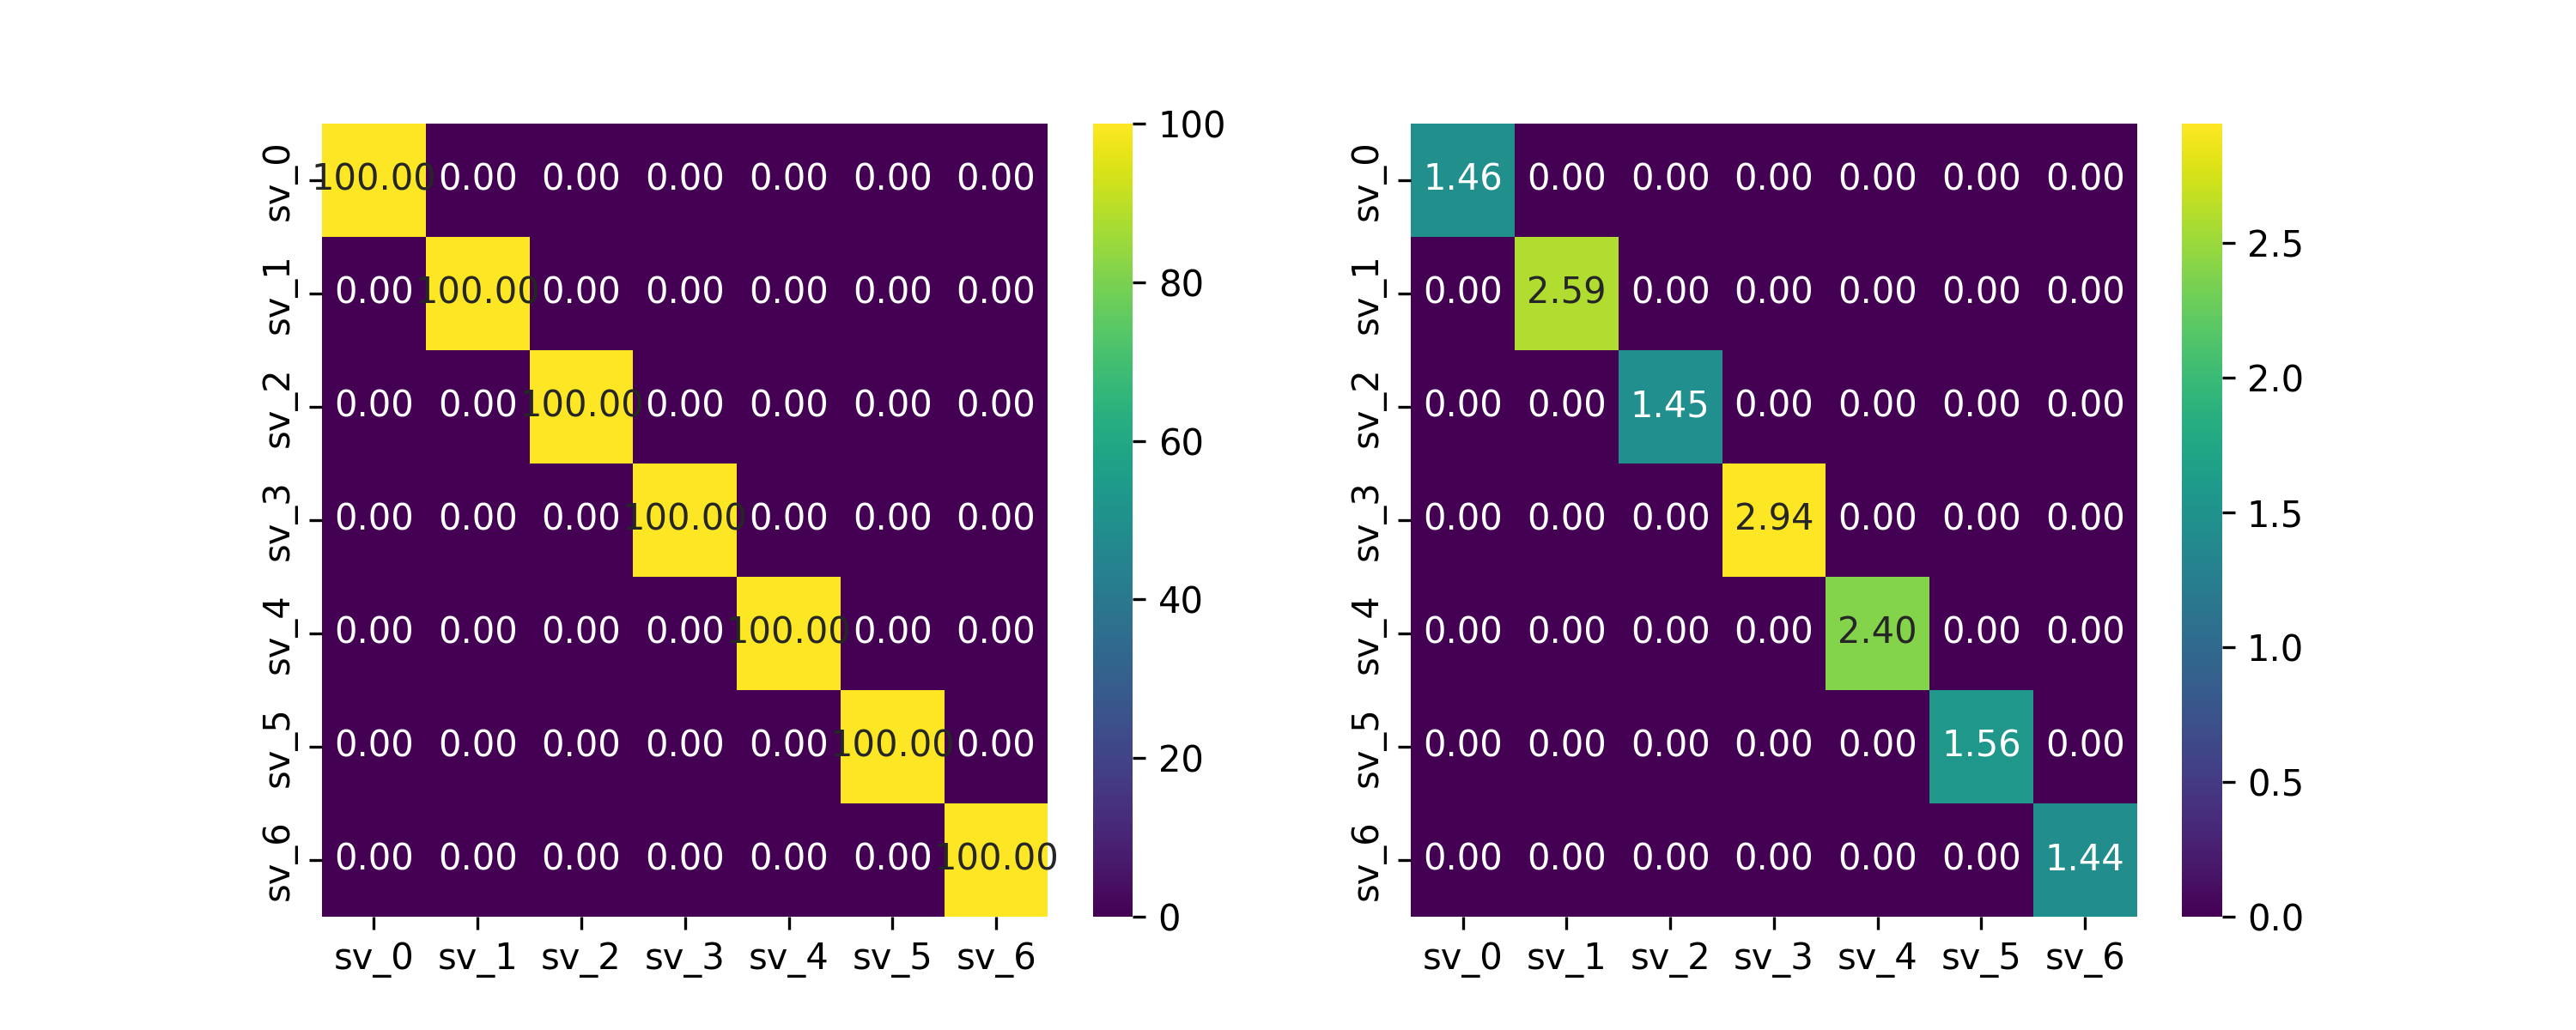 100
sv_0 100.00 0.00 0.00 0.00 0.00 0.00 0.00
sv_1 0.00 100.00 0.00 0.00 0.00 0.00 0.00
80
sv_2 0.00 0.00 100.00 0.00 0.00 0.00 0.00
60
sv_3 0.00 0.00 0.00 100.00 0.00 0.00 0.00
40
sv_4 0.00 0.00 0.00 0.00 100.00 0.00 0.00
sv_5 0.00 0.00 0.00 0.00 0.00 100.00 0.00
20
sv_6 0.00 0.00 0.00 0.00 0.00 0.00 100.00
0
sv_0 sv_1 sv_2 sv_3 sv_4 sv_5 sv_6
sv_0 1.46 0.00 0.00 0.00 0.00 0.00 0.00
2.5
sv_1 0.00 2.59 0.00 0.00 0.00 0.00 0.00
2.0
sv_2 0.00 0.00 1.45 0.00 0.00 0.00 0.00
1.5
sv_3 0.00 0.00 0.00 2.94 0.00 0.00 0.00
sv_4 0.00 0.00 0.00 0.00 2.40 0.00 0.00
1.0
sv_5 0.00 0.00 0.00 0.00 0.00 1.56 0.00
0.5
sv_6 0.00 0.00 0.00 0.00 0.00 0.00 1.44
0.0
sv_0 sv_1 sv_2 sv_3 sv_4 sv_5 sv_6